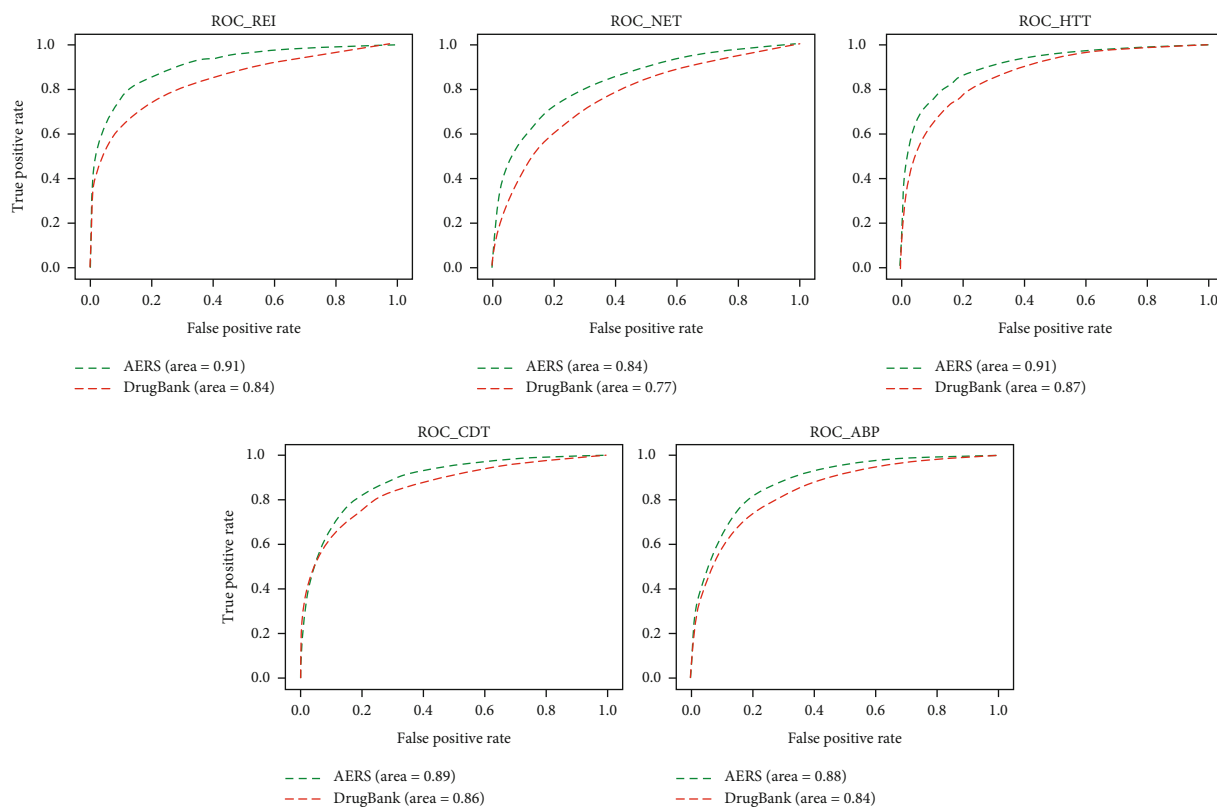 ROC_REI
True positive rate
1.0
0.8
0.6
0.4
0.2
0.0
0.0 0.2 0.4 0.6 0.8 1.0
False positive rate
AERS (area = 0.91)
DrugBank (area = 0.84)
ROC_NET
1.0
0.8
0.6
0.4
0.2
0.0
0.0 0.2 0.4 0.6 0.8 1.0
False positive rate
AERS (area = 0.84)
DrugBank (area = 0.77)
ROC_HTT
1.0
0.8
0.6
0.4
0.2
0.0
0.0 0.2 0.4 0.6 0.8 1.0
False positive rate
AERS (area = 0.91)
DrugBank (area = 0.87)
ROC_CDT
True positive rate
1.0
0.8
0.6
0.4
0.2
0.0
0.0 0.2 0.4 0.6 0.8 1.0
False positive rate
AERS (area = 0.89)
DrugBank (area = 0.86)
ROC_ABP
1.0
0.8
0.6
0.4
0.2
0.0
0.0 0.2 0.4 0.6 0.8 1.0
False positive rate
AERS (area = 0.88)
DrugBank (area = 0.84)